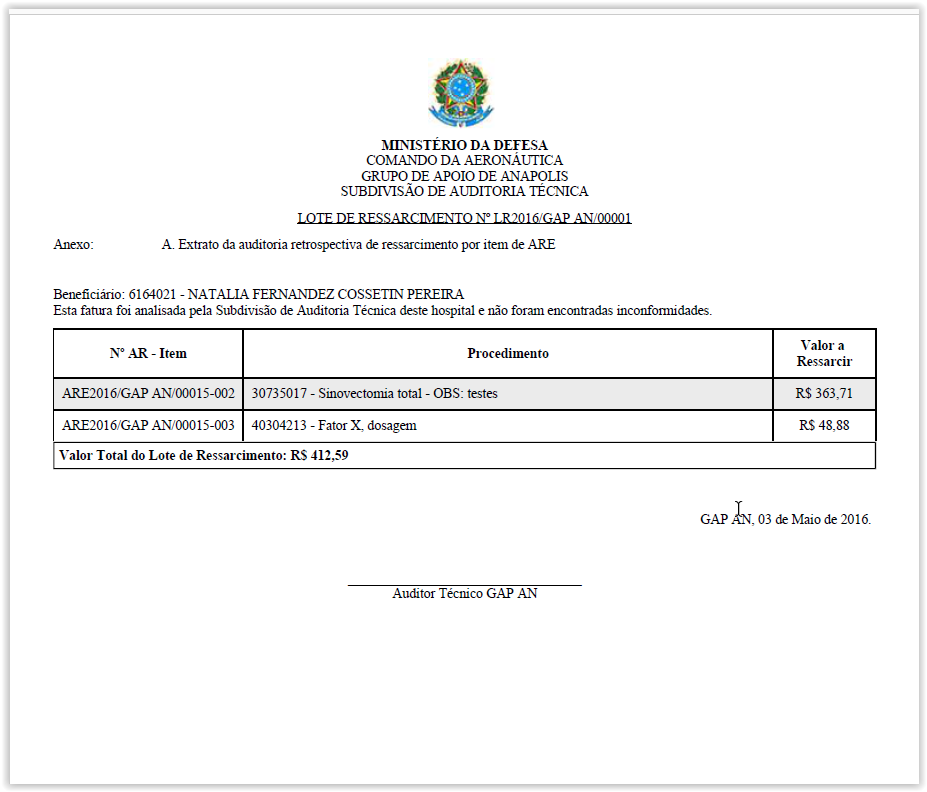 MINISTÉRIO DA DEFESA
COMANDO DA AERONÁUTICA
GRUPO DE APOIO DE ANAPOLIS
SUBDIVISÃO DE AUDITORIA TÉCNICA
LOTE DE RESSARCIMENTO Nº LR2016/GAP AN/00001
Anexo: A. Extrato da auditoria retrospectiva de ressarcimento por item de ARE
Beneficiário: 6164021 - NATALIA FERNANDEZ COSSETIN PEREIRA
Esta fatura foi analisada pela Subdivisão de Auditoria Técnica deste hospital e não foram encontradas inconformidades.
Nº AR - Item Procedimento Valor a Ressarcir
ARE2016/GAP AN/00015-002 30735017 - Sinovectomia total - OBS: testes R$ 363,71
ARE2016/GAP AN/00015-003 40304213 - Fator X, dosagem R$ 48,88
Valor Total do Lote de Ressarcimento: R$ 412,59
GAP AN, 03 de Maio de 2016.
Auditor Técnico GAP AN